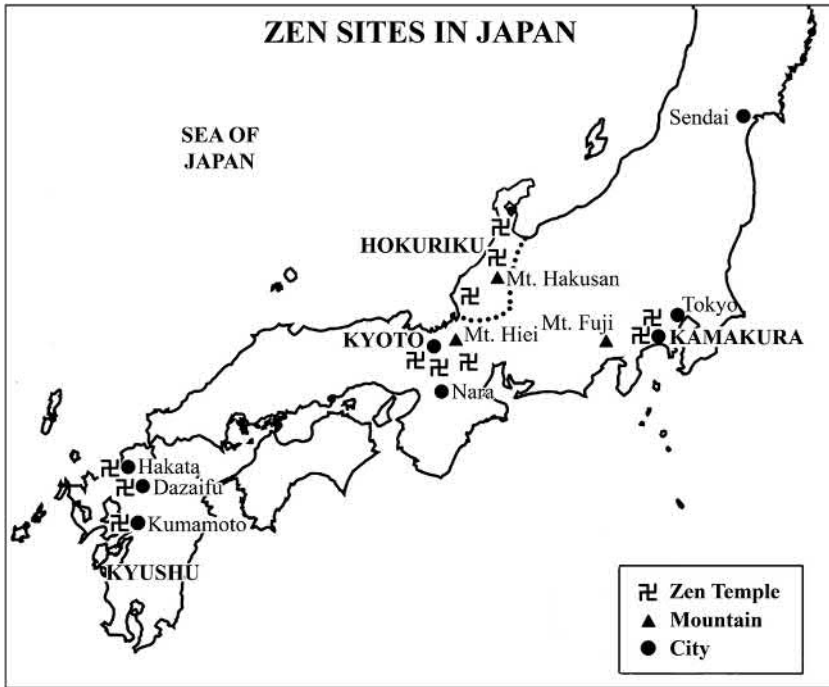 ZEN SITES IN JAPAN
Sendai
SEA OF
JAPAN
HOKURIKU
Mt. Hakusan
Tokyo
Mt. Fuji
KYOTO
Mt. Hiei
KAMAKURA
Nara
Hakata
Dazaifu
Kumamoto
KYUSHU
卍 Zen Temple
▲ Mountain
● City